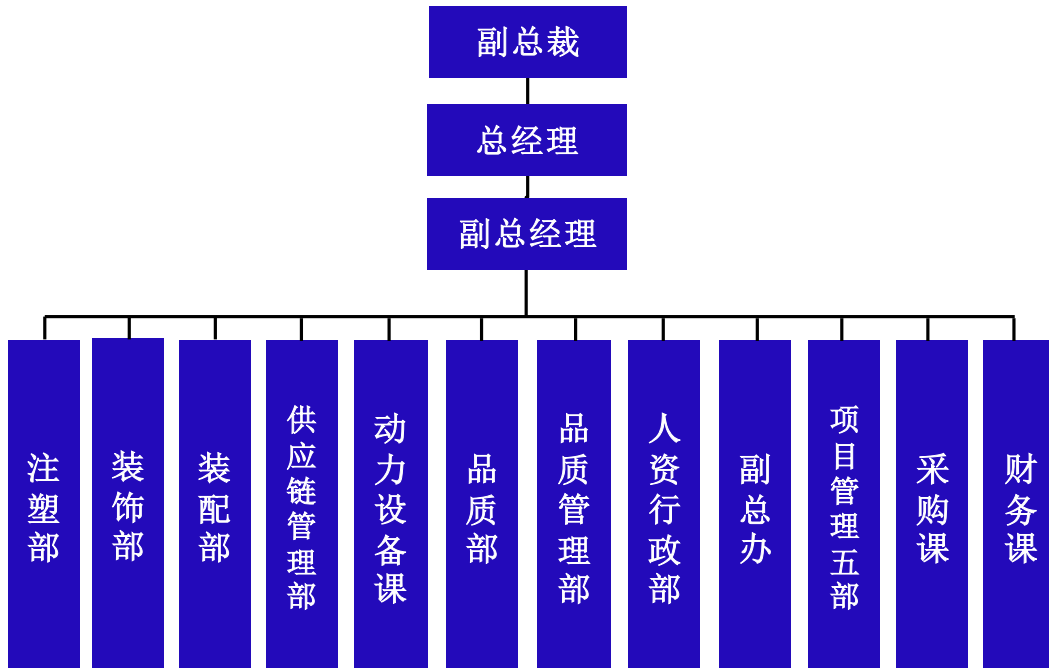 副总裁
总经理
副总经理
注塑部
装饰部
装配部
供应链管理部
动力设备课
品质部
品质管理部
人资行政部
副总办
项目管理五部
采购课
财务课